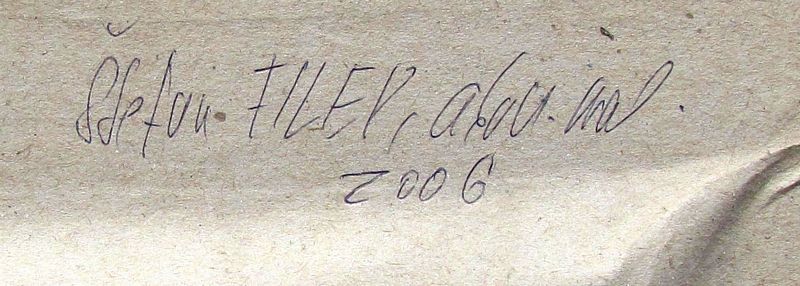 Štefan FILEP, akad. mal.
2006